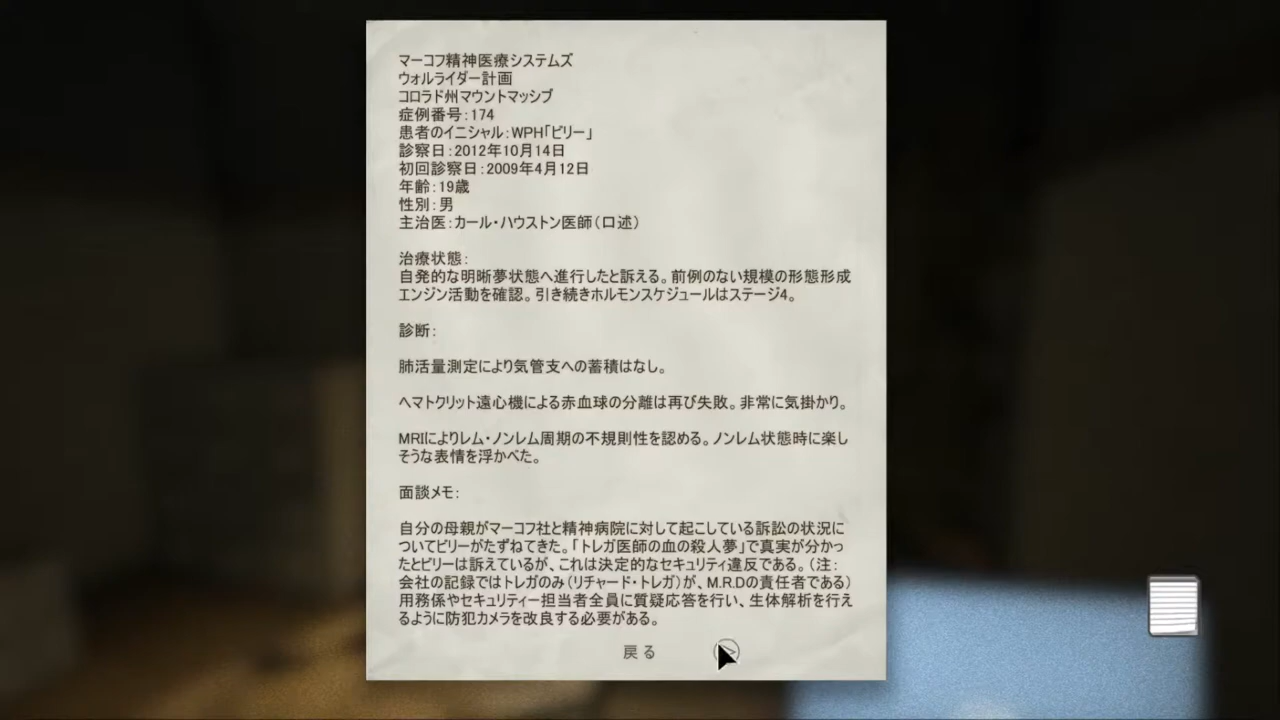 マーコフ精神医療システムズ
ウォルライダー計画
コロラド州マウントマッシブ
症例番号:174
患者のイニシャル:WPH「ビリー」
診察日:2012年10月14日
初回診察日:2009年4月12日
年齢:19歳
性別:男
主治医:カール・ハウストン医師(口述)
治療状態:
自発的な明晰夢状態へ進行したと訴える。前例のない規模の形態形成
エンジン活動を確認。引き続きホルモンスケジュールはステージ4。
診断:
肺活量測定により気管支への蓄積はなし。
ヘマトクリット遠心機による赤血球の分離は再び失敗。非常に気掛かり。
MRIによりレム・ノンレム周期の不規則性を認める。ノンレム状態時に楽し
そうな表情を浮かべた。
面談メモ:
自分の母親がマーコフ社と精神病院に対して起こしている訴訟の状況に
ついてビリーがたずねてきた。「トレガ医師の血の殺人夢」で真実が分かっ
たとビリーは訴えているが、これは決定的なセキュリティ違反である。(注:
会社の記録ではトレガのみ(リチャード・トレガ)が、M.R.Dの責任者である)
用務係やセキュリティー担当者全員に質疑応答を行い、生体解析を行え
るように防犯カメラを改良する必要がある。
戻る